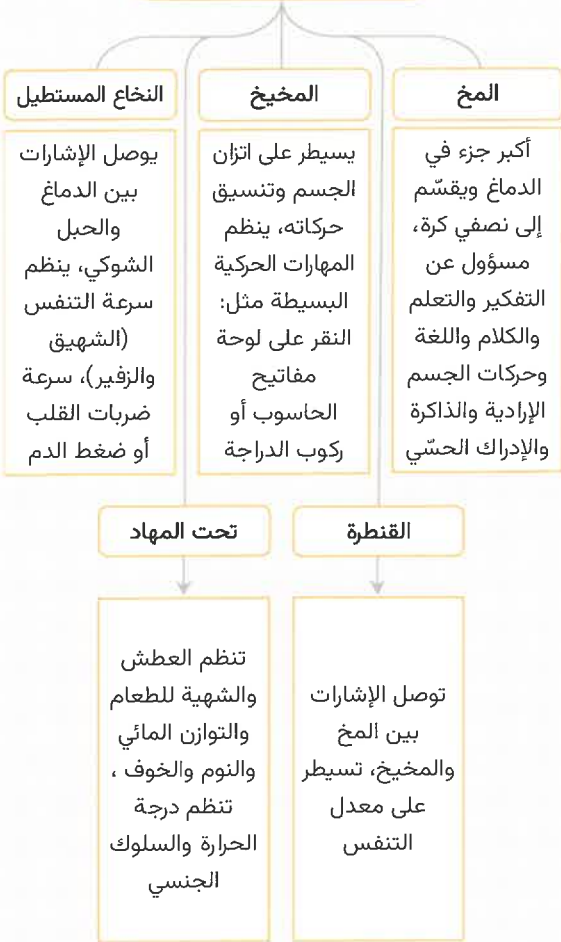 المخ
أكبر جزء في
الدماغ ويقسّم
إلى نصفي كرة،
مسؤول عن
التفكير والتعلم
والكلام واللغة
وحركات الجسم
الإرادية والذاكرة
والإدراك الحسّي
المخيخ
يسيطر على اتزان
الجسم وتنسيق
حركاته، ينظم
المهارات الحركية
البسيطة مثل:
النقر على لوحة
مفاتيح
الحاسوب أو
ركوب الدراجة
النخاع المستطيل
يوصل الإشارات
بين الدماغ
والحبل
الشوكي، ينظم
سرعة التنفس
(الشهيق
والزفير)، سرعة
ضربات القلب
أو ضغط الدم
القنطرة
توصل الإشارات
بين المخ
والمخيخ، تسيطر
على معدل
التنفس
تحت المهاد
تنظم العطش
والشهية للطعام
والتوازن المائي
والنوم والخوف ،
تنظم درجة
الحرارة والسلوك
الجنسي